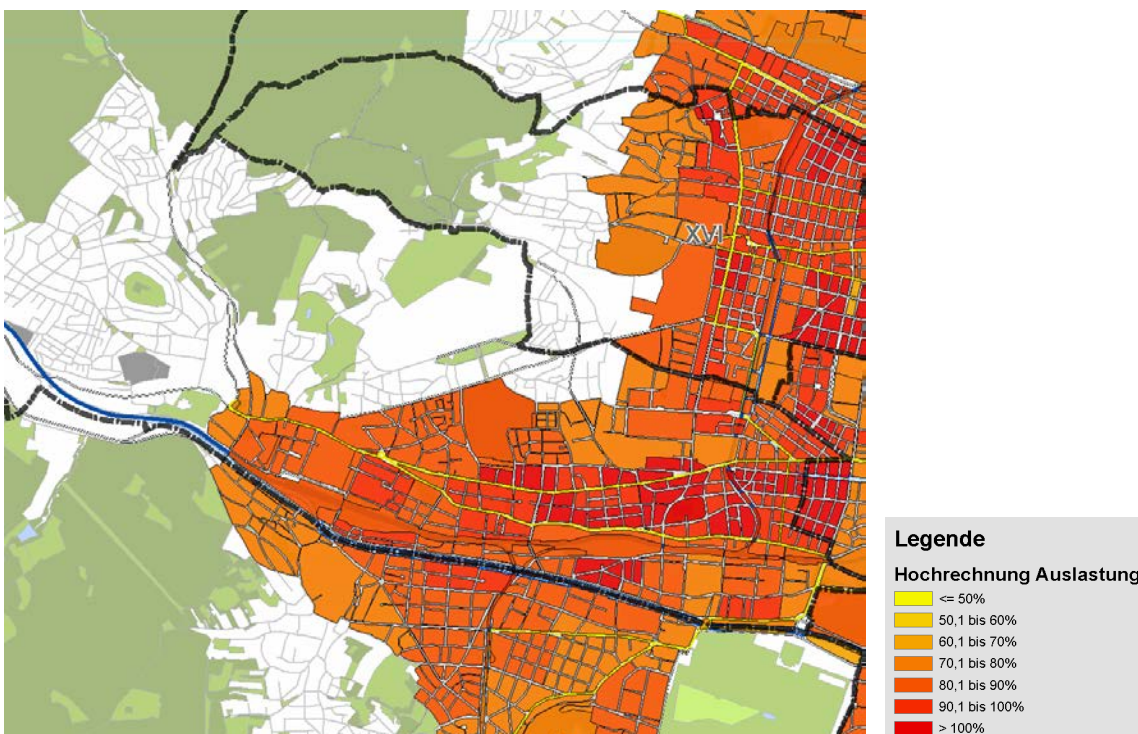 XVI
Legende
Hochrechnung Auslastung
<= 50%
50,1 bis 60%
60,1 bis 70%
70,1 bis 80%
80,1 bis 90%
90,1 bis 100%
> 100%